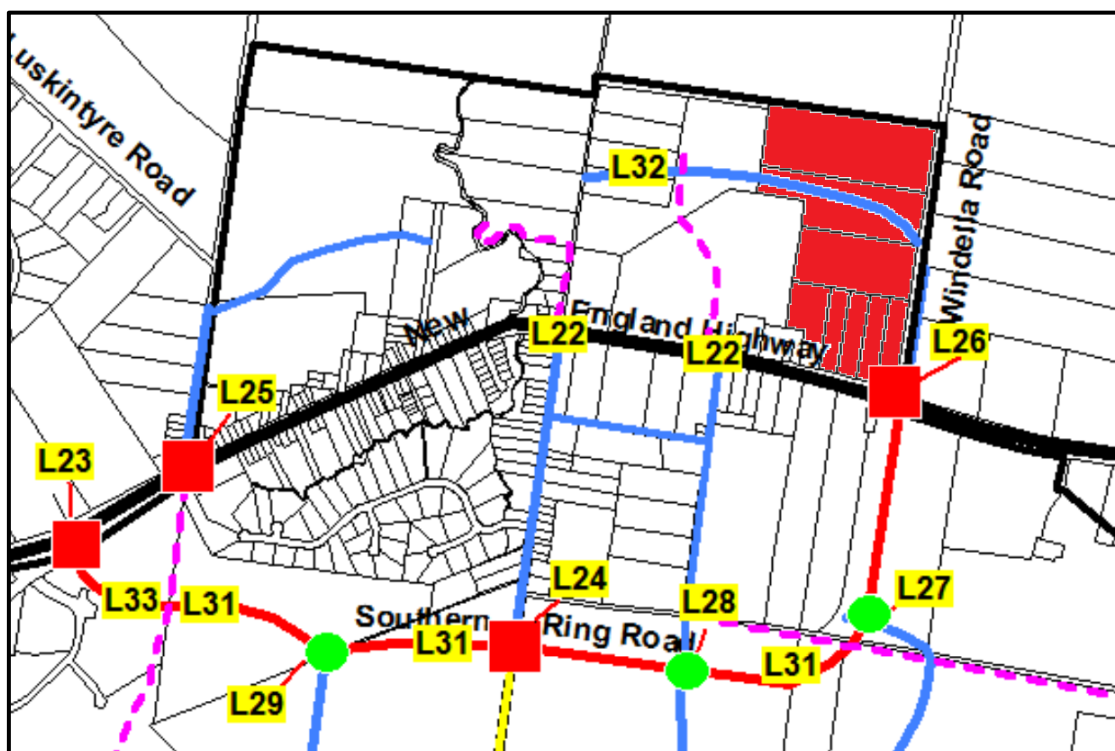 Luskintyre Road
L32
Windella Road
New England Highway
L22
L22
L26
L25
L23
L24
L28
L27
L33
L31
Southern Ring Road
L31
L31
L29